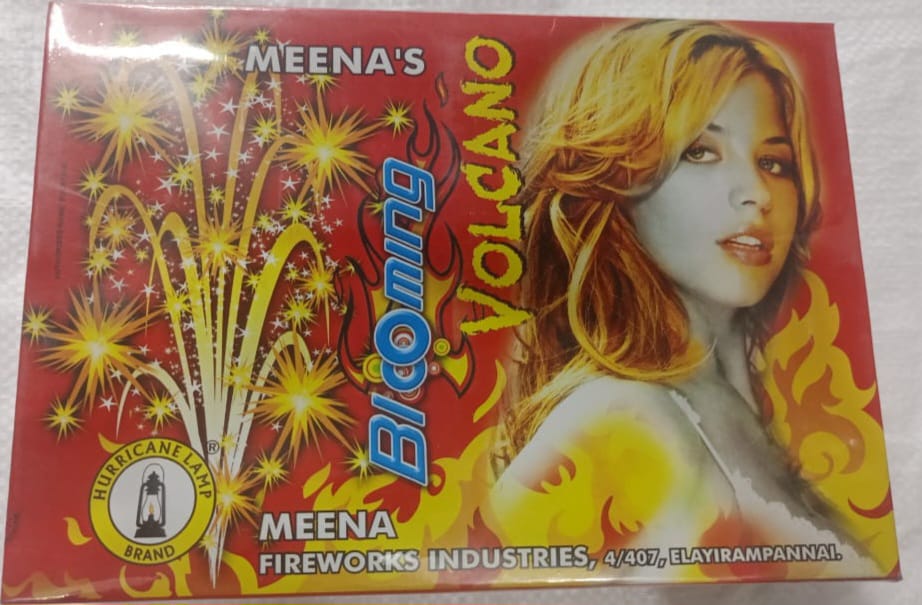 MEENA'S
Blooming
VOLCANO
HURRICANE LAMP
®
BRAND
MEENA
FIREWORKS INDUSTRIES, 4/407, ELAYIRAMPANNAI.